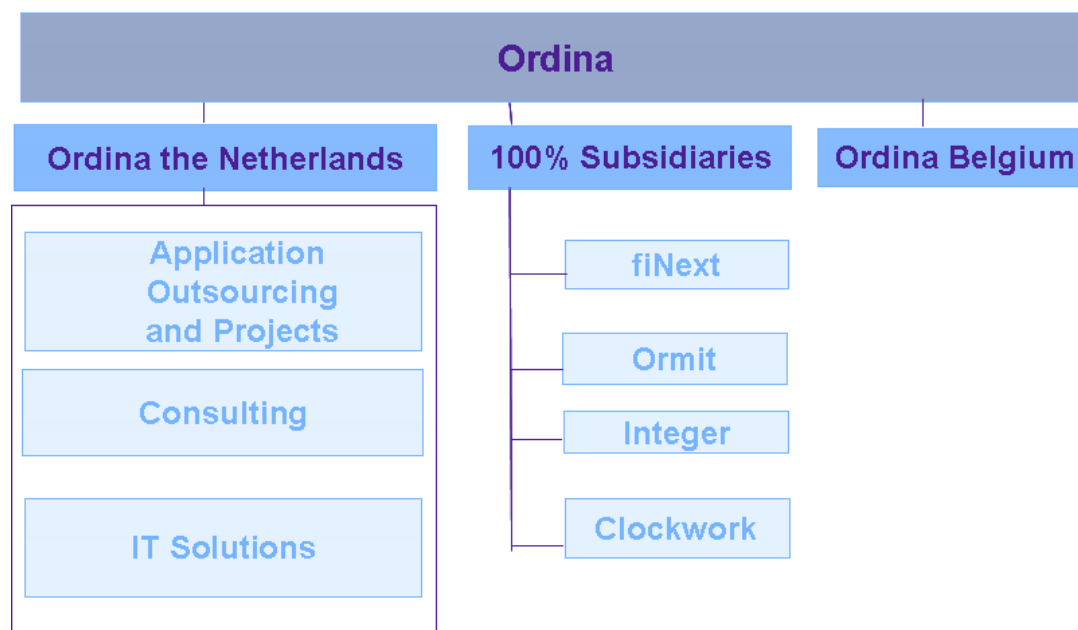 Ordina
Ordina the Netherlands
100% Subsidiaries
Ordina Belgium
Application
Outsourcing
and Projects
Consulting
IT Solutions
fiNext
Ormit
Integer
Clockwork